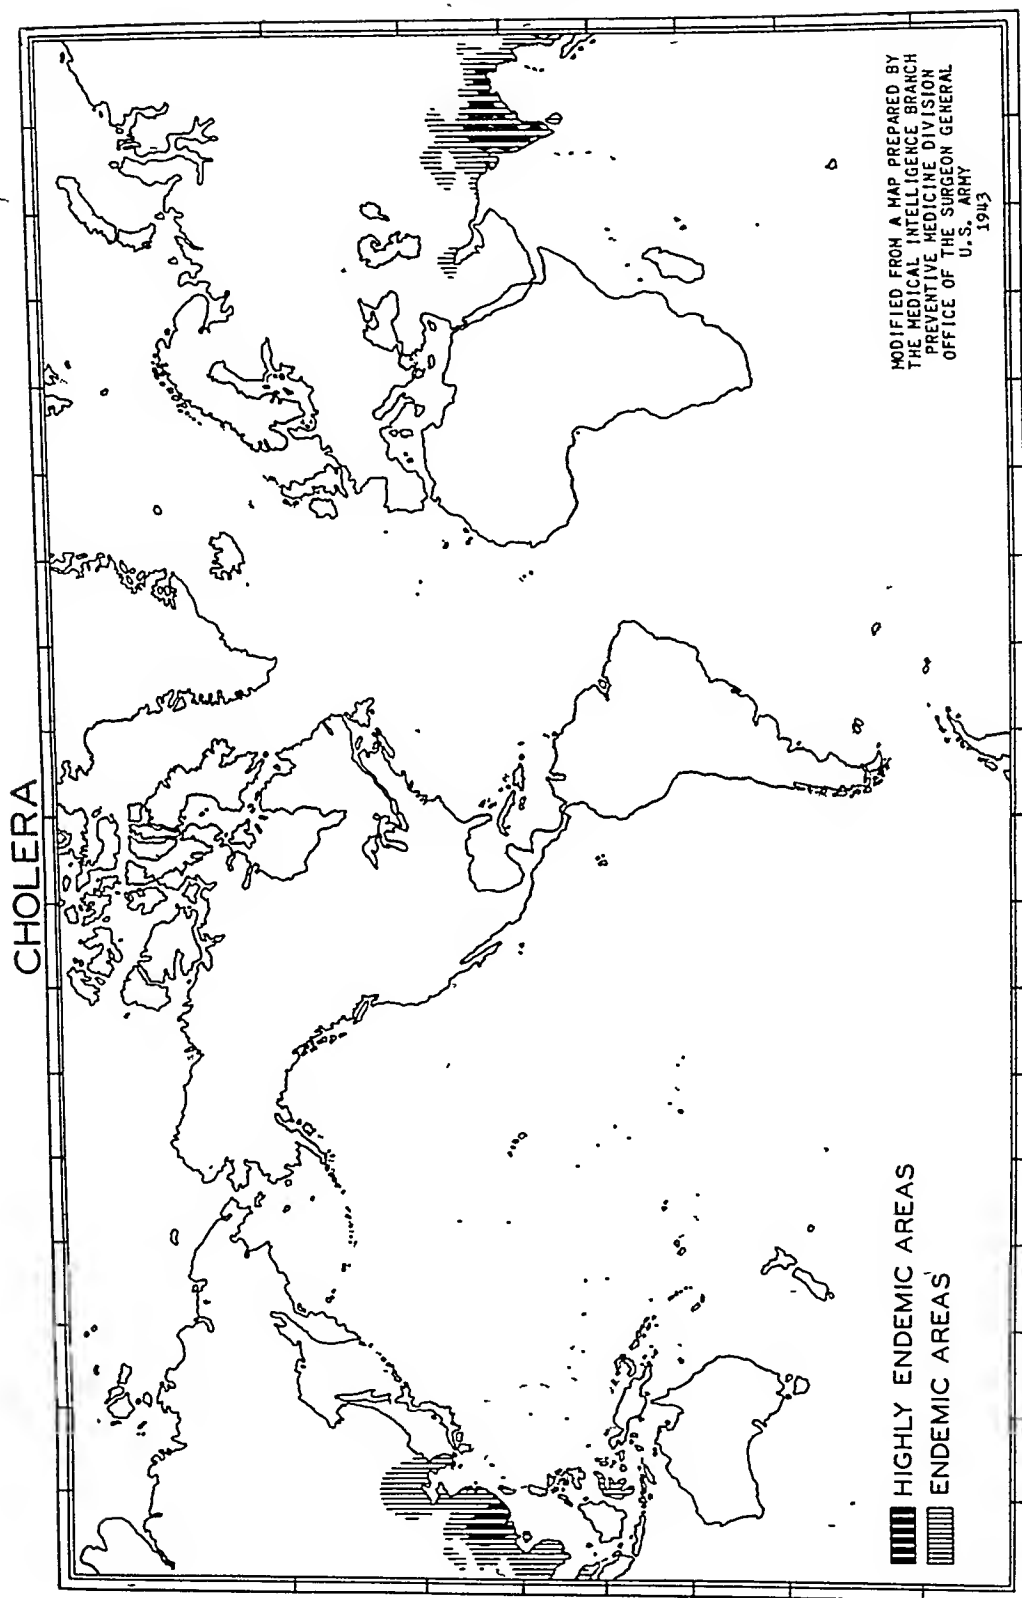 CHOLERA
MODIFIED FROM A MAP PREPARED BY
THE MEDICAL INTELLIGENCE BRANCH
PREVENTIVE MEDICINE DIVISION
OFFICE OF THE SURGEON GENERAL
U.S. ARMY
1943
HIGHLY ENDEMIC AREAS
ENDEMIC AREAS